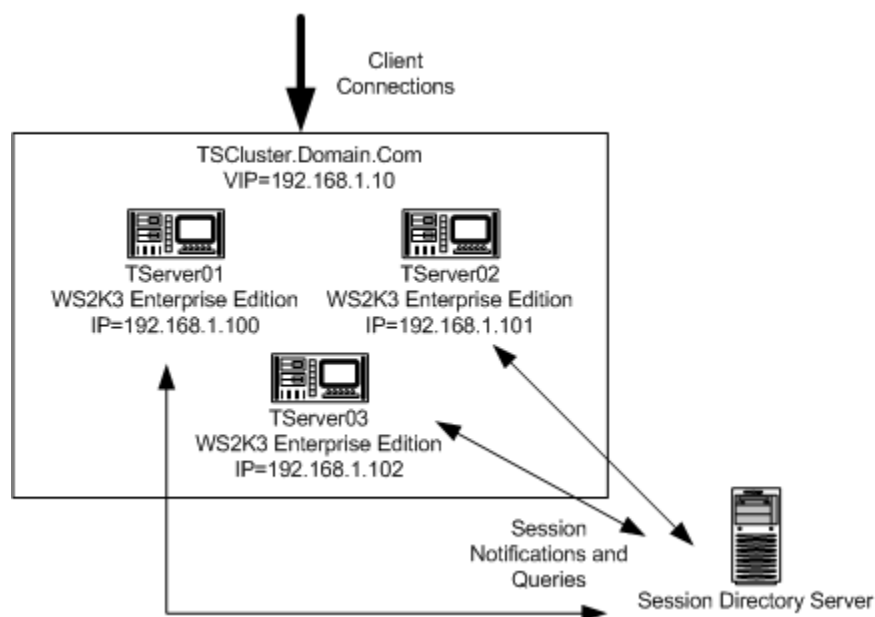 Client
Connections
TSCluster.Domain.Com
VIP=192.168.1.10
TServer01
WS2K3 Enterprise Edition
IP=192.168.1.100
TServer02
WS2K3 Enterprise Edition
IP=192.168.1.101
TServer03
WS2K3 Enterprise Edition
IP=192.168.1.102
Session
Notifications and
Queries
Session Directory Server